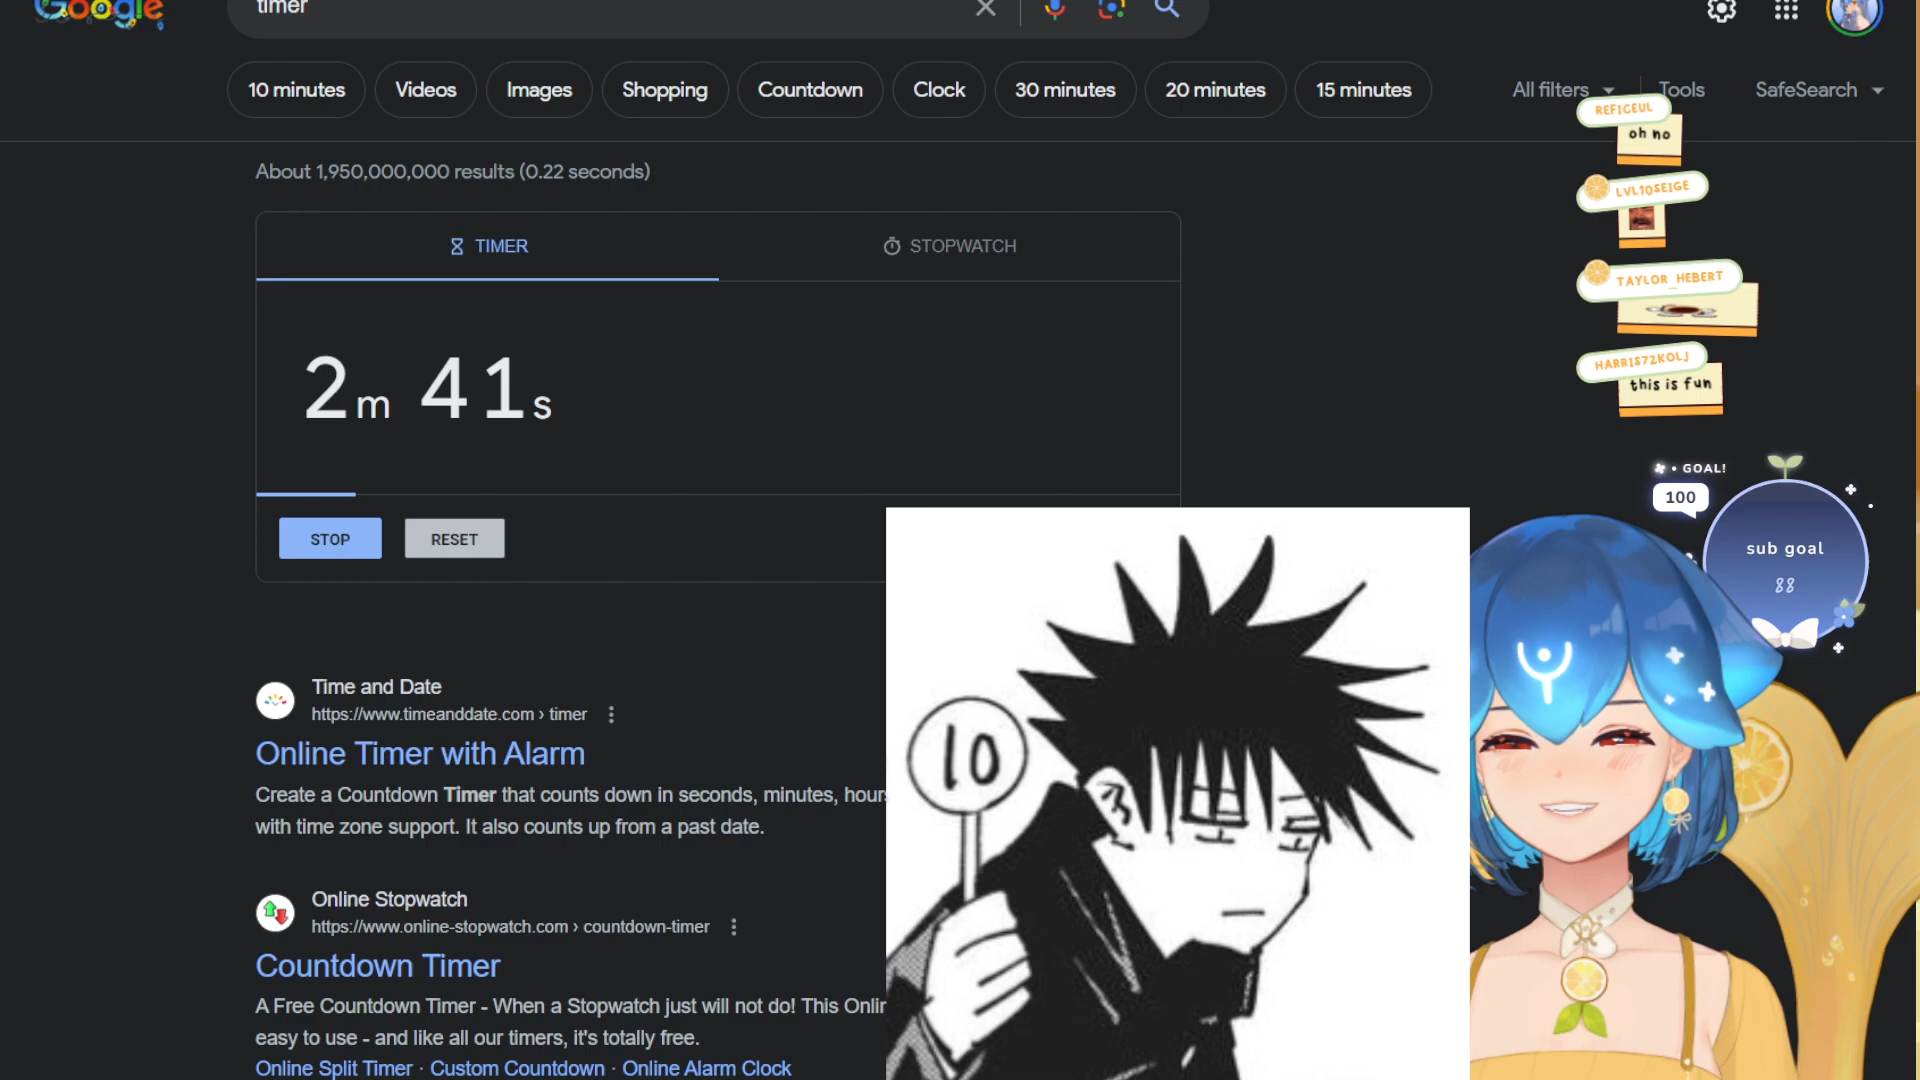 Google
timer
10 minutes
Videos
Images
Shopping
Countdown
Clock
30 minutes
20 minutes
15 minutes
All filters
Tools
SafeSearch
About 1,950,000,000 results (0.22 seconds)
TIMER
STOPWATCH
2m 41s
STOP
RESET
Time and Date
https://www.timeanddate.com › timer
Online Timer with Alarm
Create a Countdown Timer that counts down in seconds, minutes, hours
with time zone support. It also counts up from a past date.
Online Stopwatch
https://www.online-stopwatch.com › countdown-timer
Countdown Timer
A Free Countdown Timer - When a Stopwatch just will not do! This Onlin
easy to use - and like all our timers, it's totally free.
Online Split Timer · Custom Countdown · Online Alarm Clock
10
REFICEUL
oh no
LVL10SEIGE
TAYLOR_HEBERT
HARRIS72KOLJ
this is fun
• GOAL!
100
sub goal
88